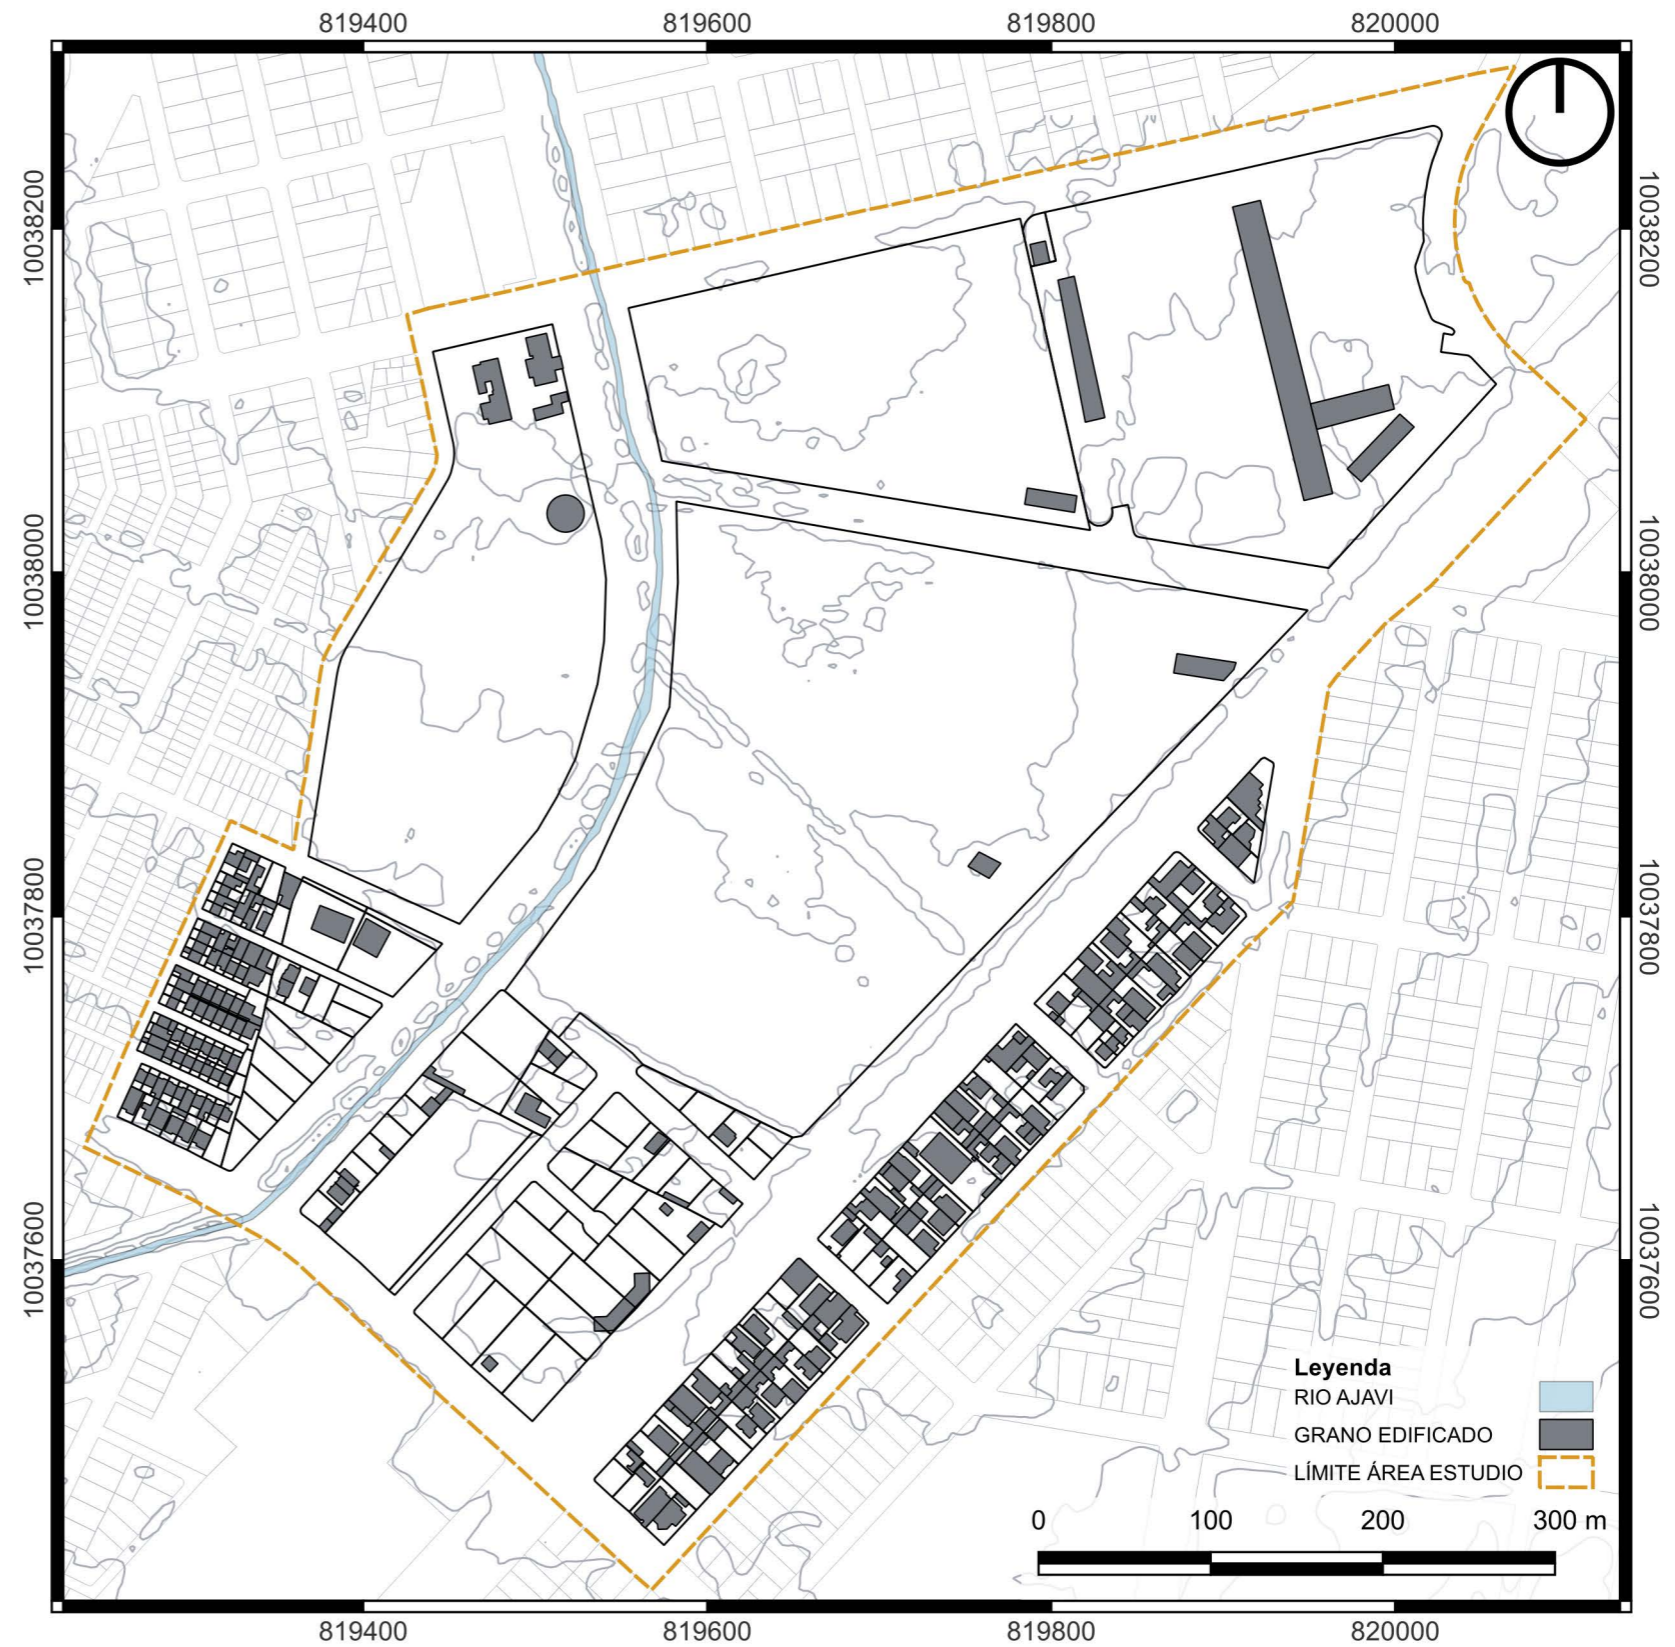 819400 819600 819800 820000
10038200 10038200
10038000 10038000
10037800 10037800
10037600 10037600
Leyenda
RIO AJAVI
GRANO EDIFICADO
LÍMITE ÁREA ESTUDIO
0 100 200 300 m
819400 819600 819800 820000